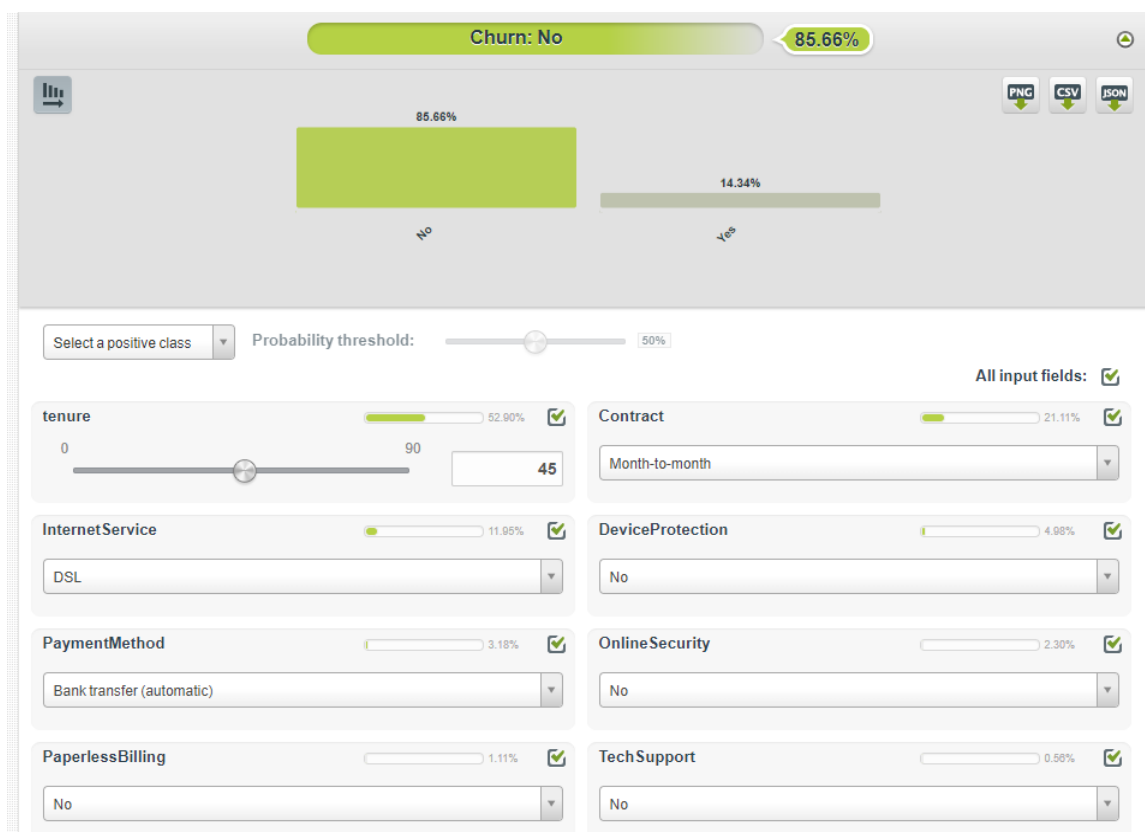 Churn: No 85.66%
PNG CSV JSON
85.66%
14.34%
No Yes
Select a positive class Probability threshold: 50%
All input fields:
tenure 52.90% Contract 21.11%
0 90
45 Month-to-month
InternetService 11.95% DeviceProtection 4.98%
DSL No
PaymentMethod 3.18% OnlineSecurity 2.30%
Bank transfer (automatic) No
PaperlessBilling 1.11% TechSupport 0.56%
No No